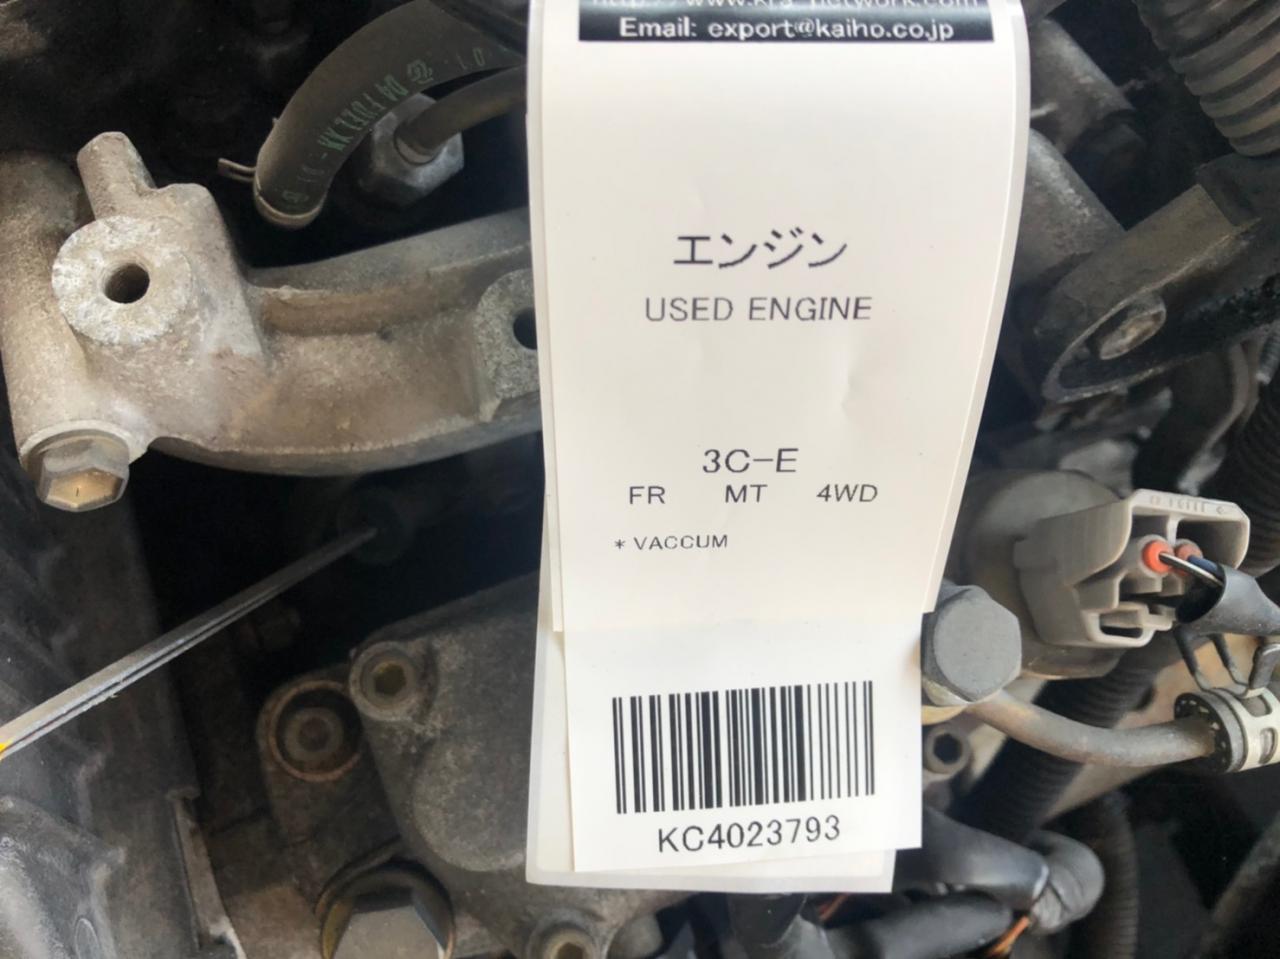 Email: export@kaiho.co.jp
エンジン
USED ENGINE
3C-E
FR MT 4WD
* VACCUM
KC4023793